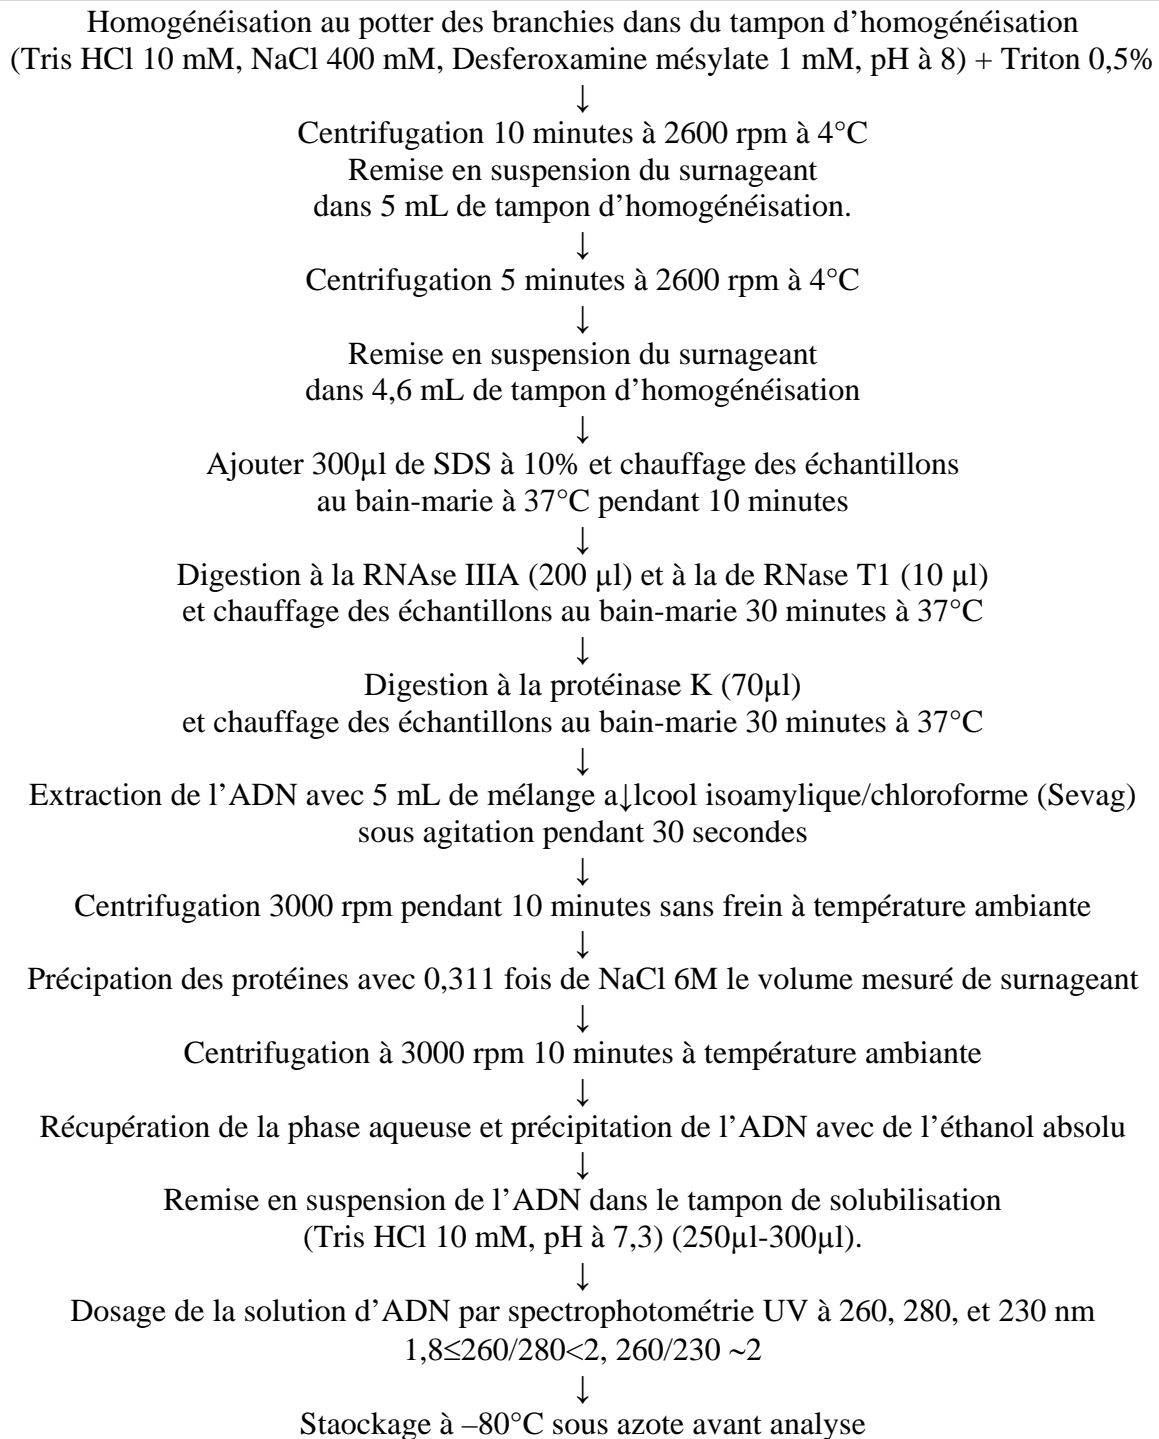 Homogénéisation au potter des branchies dans du tampon d’homogénéisation
(Tris HCl 10 mM, NaCl 400 mM, Desferoxamine mésylate 1 mM, pH à 8) + Triton 0,5%
↓
Centrifugation 10 minutes à 2600 rpm à 4°C
Remise en suspension du surnageant
dans 5 mL de tampon d’homogénéisation.
↓
Centrifugation 5 minutes à 2600 rpm à 4°C
↓
Remise en suspension du surnageant
dans 4,6 mL de tampon d’homogénéisation
↓
Ajouter 300µl de SDS à 10% et chauffage des échantillons
au bain-marie à 37°C pendant 10 minutes
↓
Digestion à la RNAse IIIA (200 µl) et à la de RNase T1 (10 µl)
et chauffage des échantillons au bain-marie 30 minutes à 37°C
↓
Digestion à la protéinase K (70µl)
et chauffage des échantillons au bain-marie 30 minutes à 37°C
↓
Extraction de l’ADN avec 5 mL de mélange a↓lcool isoamylique/chloroforme (Sevag)
sous agitation pendant 30 secondes
↓
Centrifugation 3000 rpm pendant 10 minutes sans frein à température ambiante
↓
Précipation des protéines avec 0,311 fois de NaCl 6M le volume mesuré de surnageant
↓
Centrifugation à 3000 rpm 10 minutes à température ambiante
↓
Récupération de la phase aqueuse et précipitation de l’ADN avec de l’éthanol absolu
↓
Remise en suspension de l’ADN dans le tampon de solubilisation
(Tris HCl 10 mM, pH à 7,3) (250µl-300µl).
↓
Dosage de la solution d’ADN par spectrophotométrie UV à 260, 280, et 230 nm
1,8≤260/280<2, 260/230 ~2
↓
Staockage à –80°C sous azote avant analyse